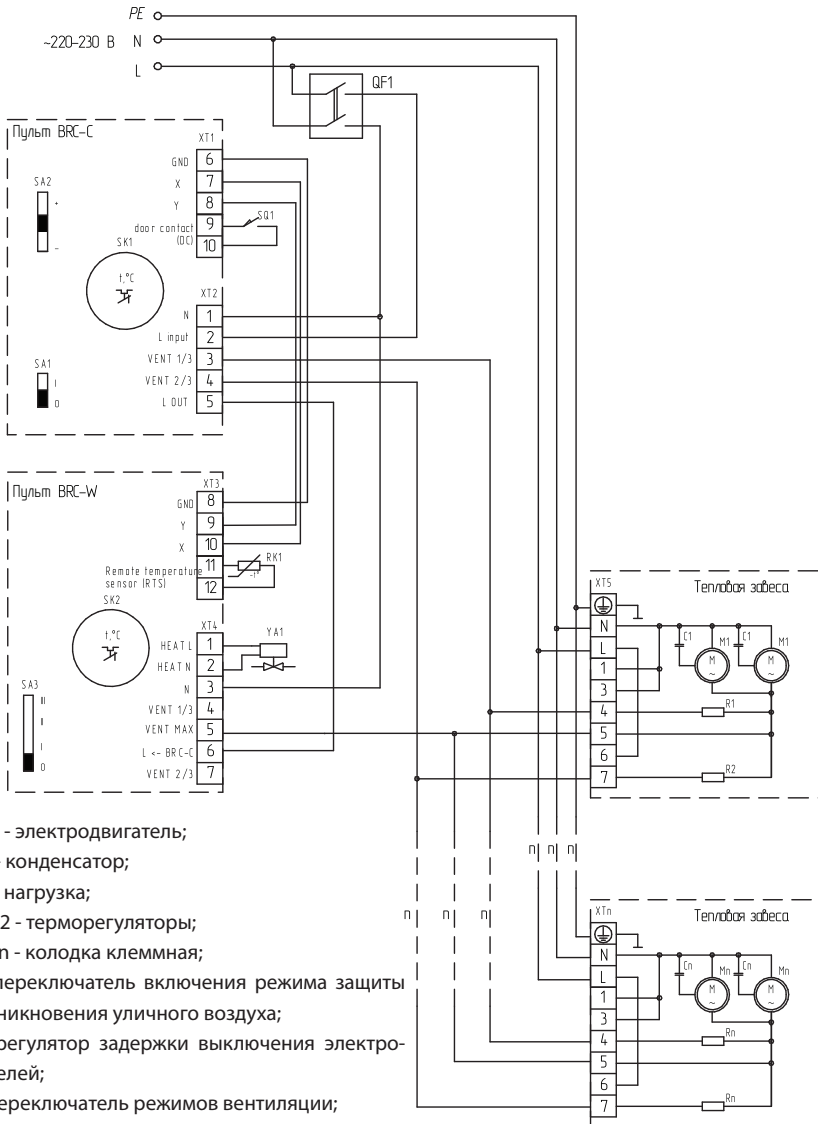 PE
~220–230 В N
L
QF1
Пульт BRC–C
XT1
GND 6
X 7
SA2
Y 8
+
SQ1
door contact 9
(DC) 10
–
SK1
t,°C
XT2
N 1
L input 2
VENT 1/3 3
SA1
VENT 2/3 4
I
L OUT 5
0
Пульт BRC–W
XT3
GND 8
Y 9
X 10
RK1
Remote temperature 11
sensor (RTS) 12
–t°
SK2
t,°C
XT4
YA1
HEAT L 1
HEAT N 2
N 3
SA3
III
VENT 1/3 4
II
VENT MAX 5
I
L <- BRC-C 6
0
VENT 2/3 7
XT5
Тепловая завеса
N
L
C1 M1 C1 M1
M M
~ ~
1
3
4 R1
5
6
7 R2
- электродвигатель;
конденсатор;
нагрузка;
2 - терморегуляторы;
n - колодка клеммная;
переключатель включения режима защиты
никновения уличного воздуха;
регулятор задержки выключения электро-
елей;
ереключатель режимов вентиляции;
п п п
п п п
XTn
Тепловая завеса
N
L
Cn Mn Cn Mn
M M
~ ~
1
3
4 Rn
5
6
7 Rn